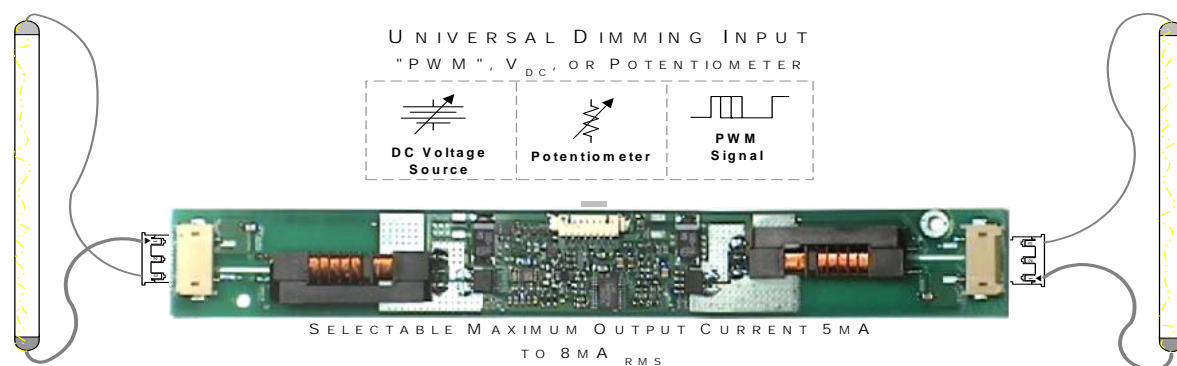 UNIVERSAL DIMMING INPUT
"PWM", VDC, OR POTENTIOMETER
DC Voltage
Source
Potentiometer
PWM
Signal
SELECTABLE MAXIMUM OUTPUT CURRENT 5MA
TO 8MA RMS